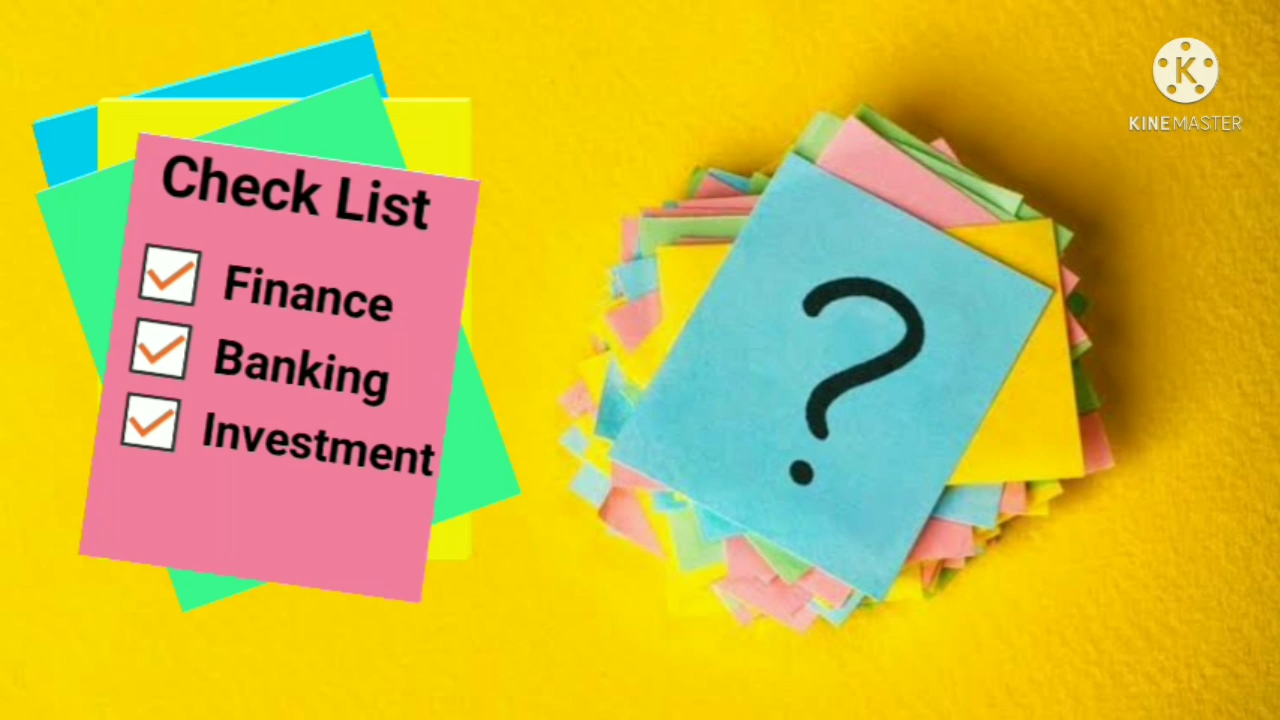 Check List
Finance
Banking
Investment
?
K
KINEMASTER